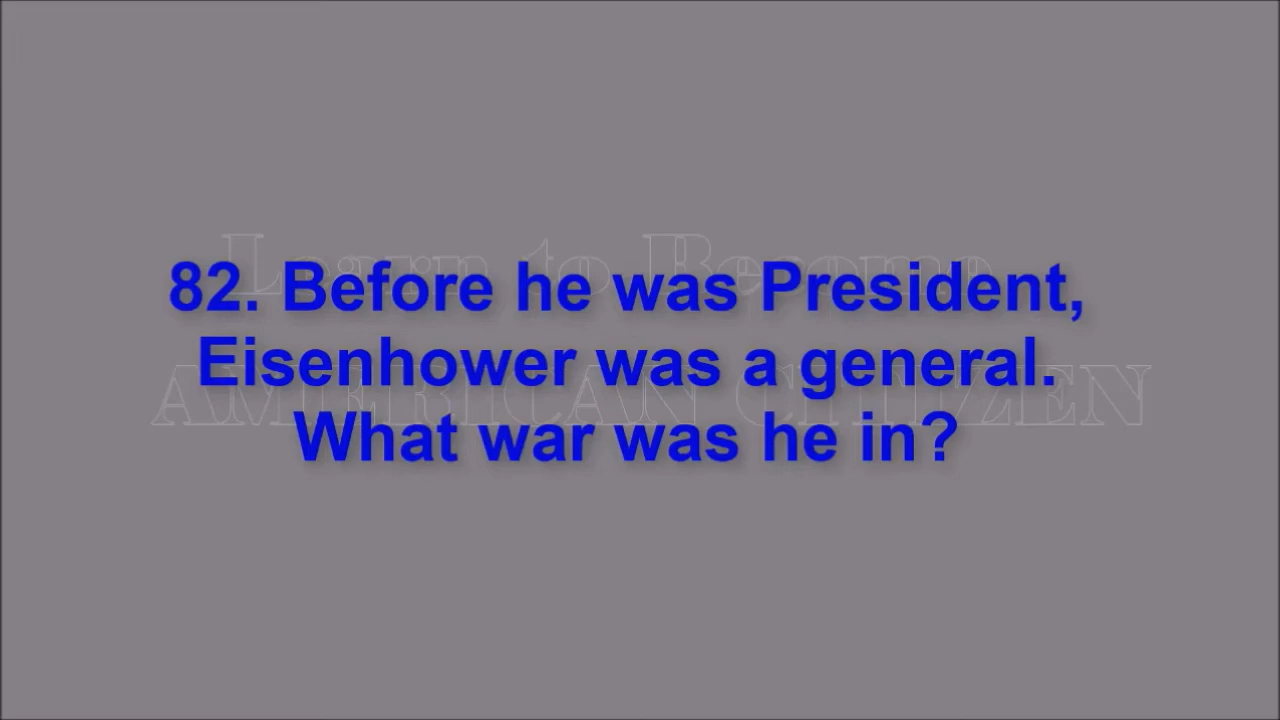 Learn to Become
82. Before he was President,
Eisenhower was a general.
AMERICAN CITIZEN
What war was he in?